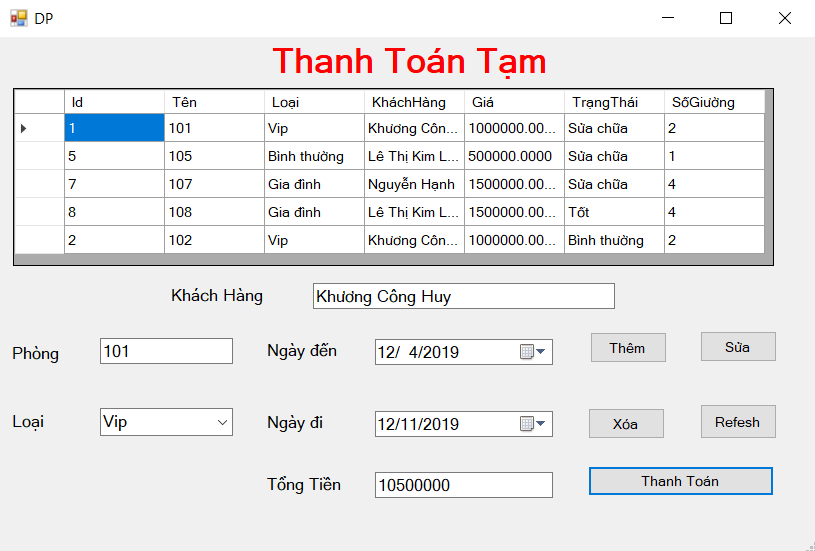 DP
Thanh Toán Tạm
Id Tên Loại KháchHàng Giá TrạngThái SốGiường
1 101 Vip Khương Côn... 1000000.00... Sửa chữa 2
5 105 Bình thường Lê Thị Kim L... 500000.0000 Sửa chữa 1
7 107 Gia đình Nguyễn Hạnh 1500000.00... Sửa chữa 4
8 108 Gia đình Lê Thị Kim L... 1500000.00... Tốt 4
2 102 Vip Khương Côn... 1000000.00... Bình thường 2
Khách Hàng Khương Công Huy
Phòng 101 Ngày đến 12/ 4/2019 Thêm Sửa
Loại Vip Ngày đi 12/11/2019 Xóa Refesh
Tổng Tiền 10500000 Thanh Toán